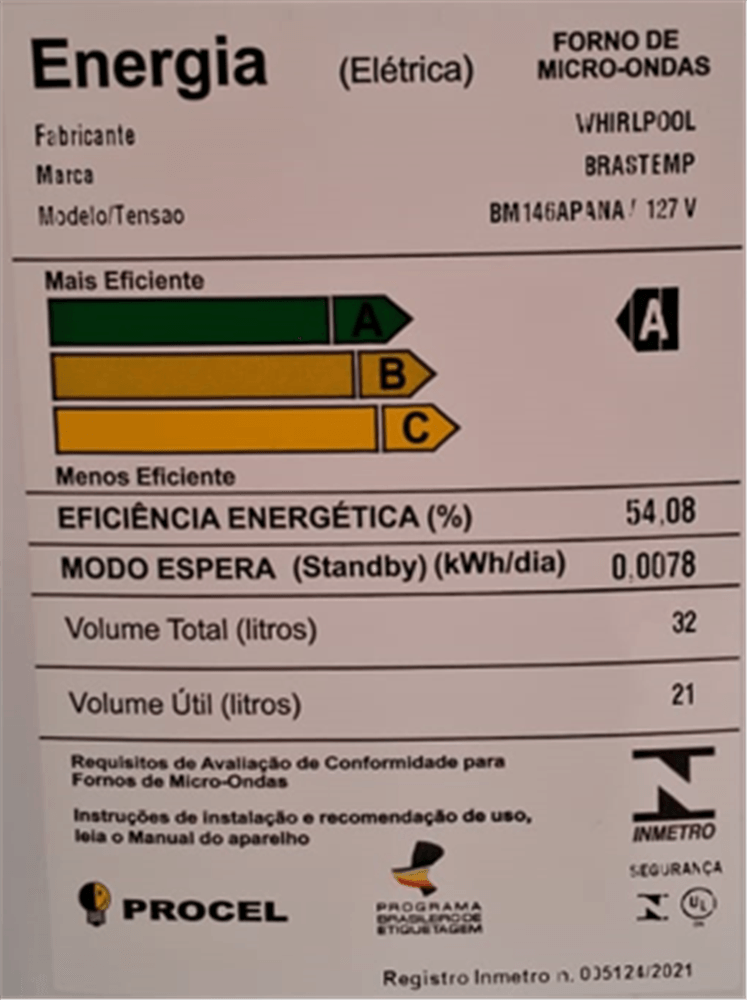 Energia (Elétrica) FORNO DE
MICRO-ONDAS
Fabricante WHIRLPOOL
Marca BRASTEMP
Modelo/Tensao BM146APANA / 127 V
Mais Eficiente
A A
B
C
Menos Eficiente
EFICIÊNCIA ENERGÉTICA (%) 54,08
MODO ESPERA (Standby) (kWh/dia) 0,0078
Volume Total (litros) 32
Volume Útil (litros) 21
Requisitos de Avaliação de Conformidade para
Fornos de Micro-Ondas
Instruções de instalação e recomendação de uso,
leia o Manual do aparelho
INMETRO
SEGURANÇA
UL
PROCEL
PROGRAMA
BRASILEIRO DE
ETIQUETAGEM
Registro Inmetro n. 005124/2021